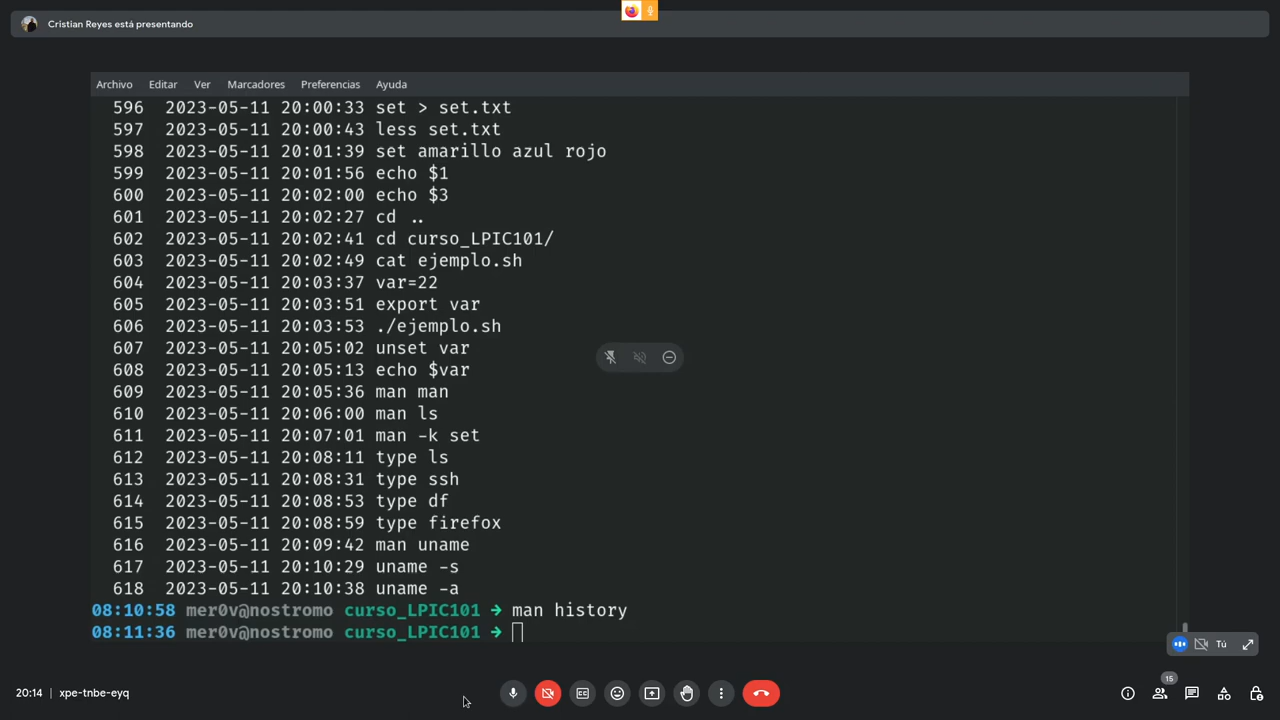 Cristian Reyes está presentando
Archivo Editar Ver Marcadores Preferencias Ayuda
596 2023-05-11 20:00:33 set > set.txt
597 2023-05-11 20:00:43 less set.txt
598 2023-05-11 20:01:39 set amarillo azul rojo
599 2023-05-11 20:01:56 echo $1
600 2023-05-11 20:02:00 echo $3
601 2023-05-11 20:02:27 cd ..
602 2023-05-11 20:02:41 cd curso_LPIC101/
603 2023-05-11 20:02:49 cat ejemplo.sh
604 2023-05-11 20:03:37 var=22
605 2023-05-11 20:03:51 export var
606 2023-05-11 20:03:53 ./ejemplo.sh
607 2023-05-11 20:05:02 unset var
608 2023-05-11 20:05:13 echo $var
609 2023-05-11 20:05:36 man man
610 2023-05-11 20:06:00 man ls
611 2023-05-11 20:07:01 man -k set
612 2023-05-11 20:08:11 type ls
613 2023-05-11 20:08:31 type ssh
614 2023-05-11 20:08:53 type df
615 2023-05-11 20:08:59 type firefox
616 2023-05-11 20:09:42 man uname
617 2023-05-11 20:10:29 uname -s
618 2023-05-11 20:10:38 uname -a
08:10:58 mer0v@nostromo curso_LPIC101 → man history
08:11:36 mer0v@nostromo curso_LPIC101 →
Tú
20:14 | xpe-tnbe-eyq
15